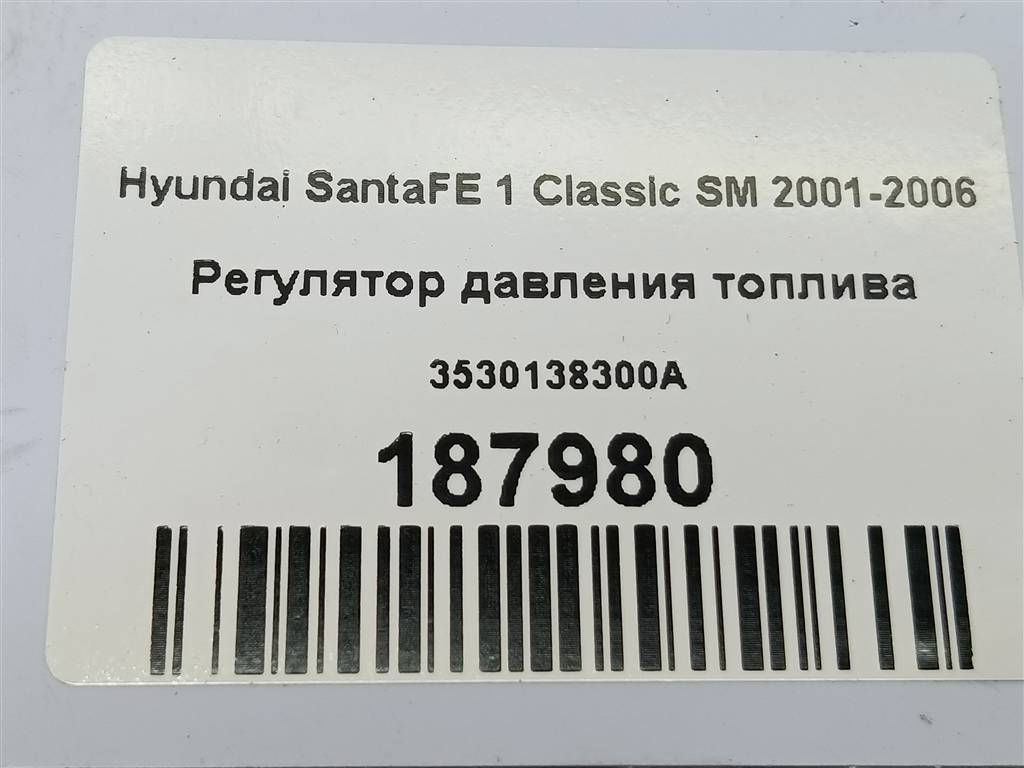 Hyundai SantaFE 1 Classic SM 2001-2006
Регулятор давления топлива
3530138300A
187980